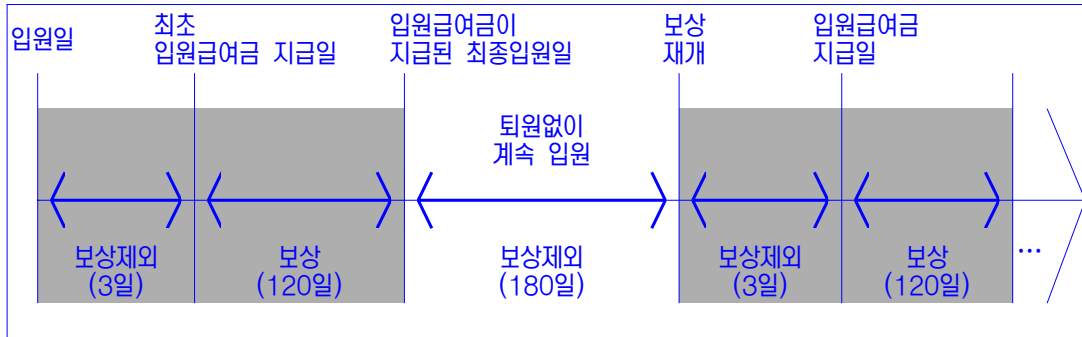 입원일
최초
입원급여금 지급일
입원급여금이
지급된 최종입원일
보상
재개
입원급여금
지급일
퇴원없이
계속 입원
보상제외
(3일)
보상
(120일)
보상제외
(180일)
보상제외
(3일)
보상
(120일)
...